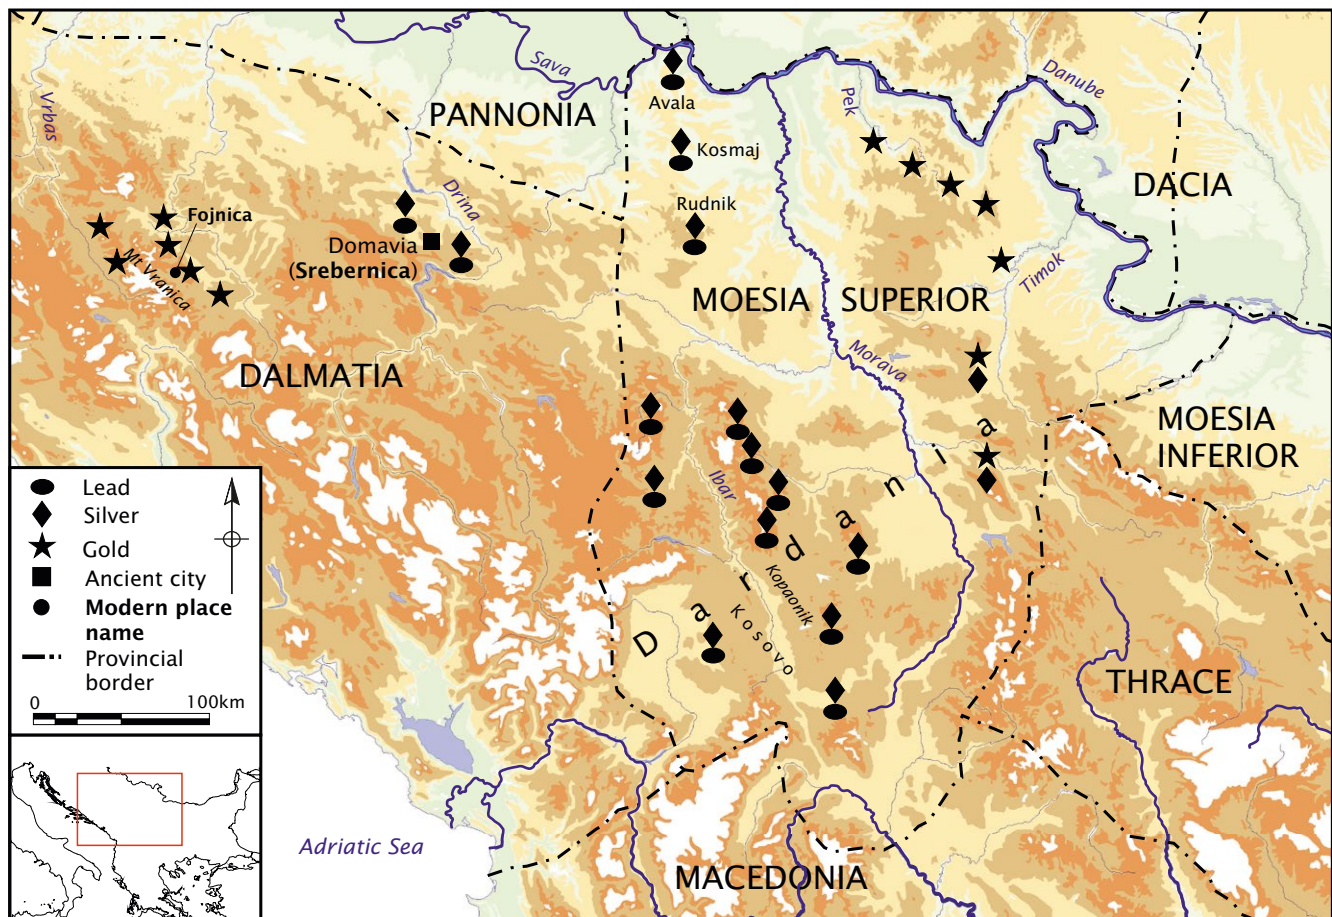 Sava
Danube
Pek
Vrbas
Avala
PANNONIA
Kosmaj
DACIA
Drina
Rudnik
Fojnica
Domavia
(Srebernica)
Mt Vranica
Timok
MOESIA SUPERIOR
Morava
DALMATIA
MOESIA
INFERIOR
Ibar
Dardania
Kopaonik
Kosovo
THRACE
MACEDONIA
Adriatic Sea
Lead
Silver
Gold
Ancient city
Modern place
name
Provincial
border
0 100km